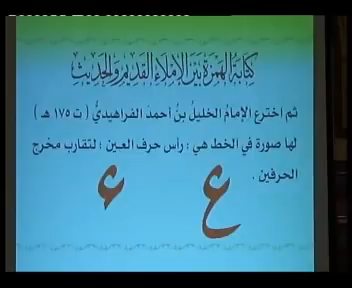 كتابة الهمزة بين الإملاء القديم والحديث
ثم اخترع الإمامُ الخليلُ بنُ أحمدَ الفراهيديُّ ( ت ١٧٥ هـ )
لها صورة في الخط هي : رأس حرف العين ؛ لتقارب مخرج
الحرفين .
ع ء